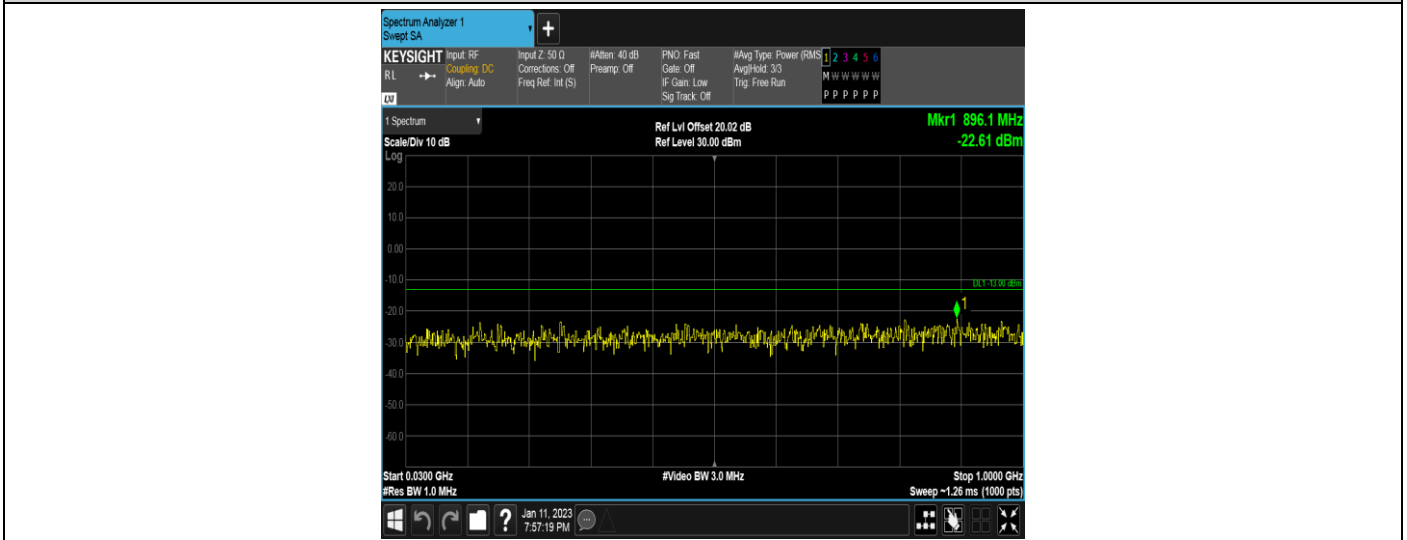 Spectrum Analyzer 1
Swept SA
+
KEYSIGHT
RL
LXI
Input: RF
Coupling: DC
Align: Auto
Input Z: 50 Ω
Corrections: Off
Freq Ref: Int (S)
#Atten: 40 dB
Preamp: Off
PNO: Fast
Gate: Off
IF Gain: Low
Sig Track: Off
#Avg Type: Power (RMS
Avg|Hold: 3/3
Trig: Free Run
1 2 3 4 5 6
M W W W W W
P P P P P P
1 Spectrum
Scale/Div 10 dB
Ref Lvl Offset 20.02 dB
Ref Level 30.00 dBm
Mkr1 896.1 MHz
-22.61 dBm
Log
20.0
10.0
0.00
-10.0
DL1 -13.00 dBm
1
-20.0
-30.0
-40.0
-50.0
-60.0
Start 0.0300 GHz
#Res BW 1.0 MHz
#Video BW 3.0 MHz
Stop 1.0000 GHz
Sweep ~1.26 ms (1000 pts)
?
Jan 11, 2023
7:57:19 PM